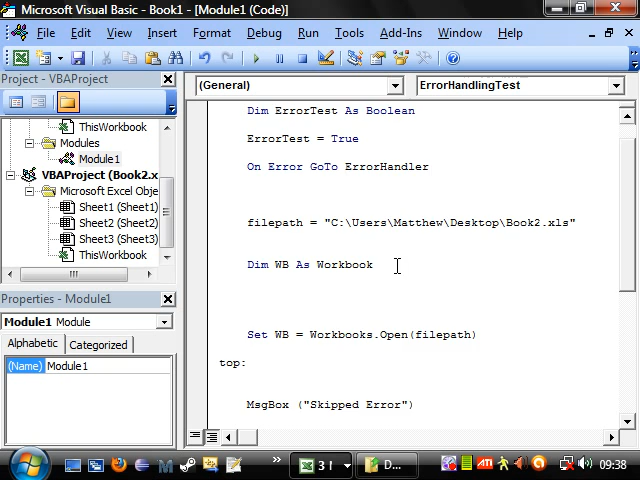 Microsoft Visual Basic - Book1 - [Module1 (Code)]
File Edit View Insert Format Debug Run Tools Add-Ins Window Help
Project - VBAProject
ThisWorkbook
Modules
Module1
VBAProject (Book2.x
Microsoft Excel Obje
Sheet1 (Sheet1)
Sheet2 (Sheet2)
Sheet3 (Sheet3)
ThisWorkbook
Properties - Module1
Module1 Module
Alphabetic Categorized
(Name) Module1
(General) ErrorHandlingTest
Dim ErrorTest As Boolean
ErrorTest = True
On Error GoTo ErrorHandler
filepath = "C:\Users\Matthew\Desktop\Book2.xls"
Dim WB As Workbook
Set WB = Workbooks.Open(filepath)
top:
MsgBox ("Skipped Error")
3 I D... ATI 09:38